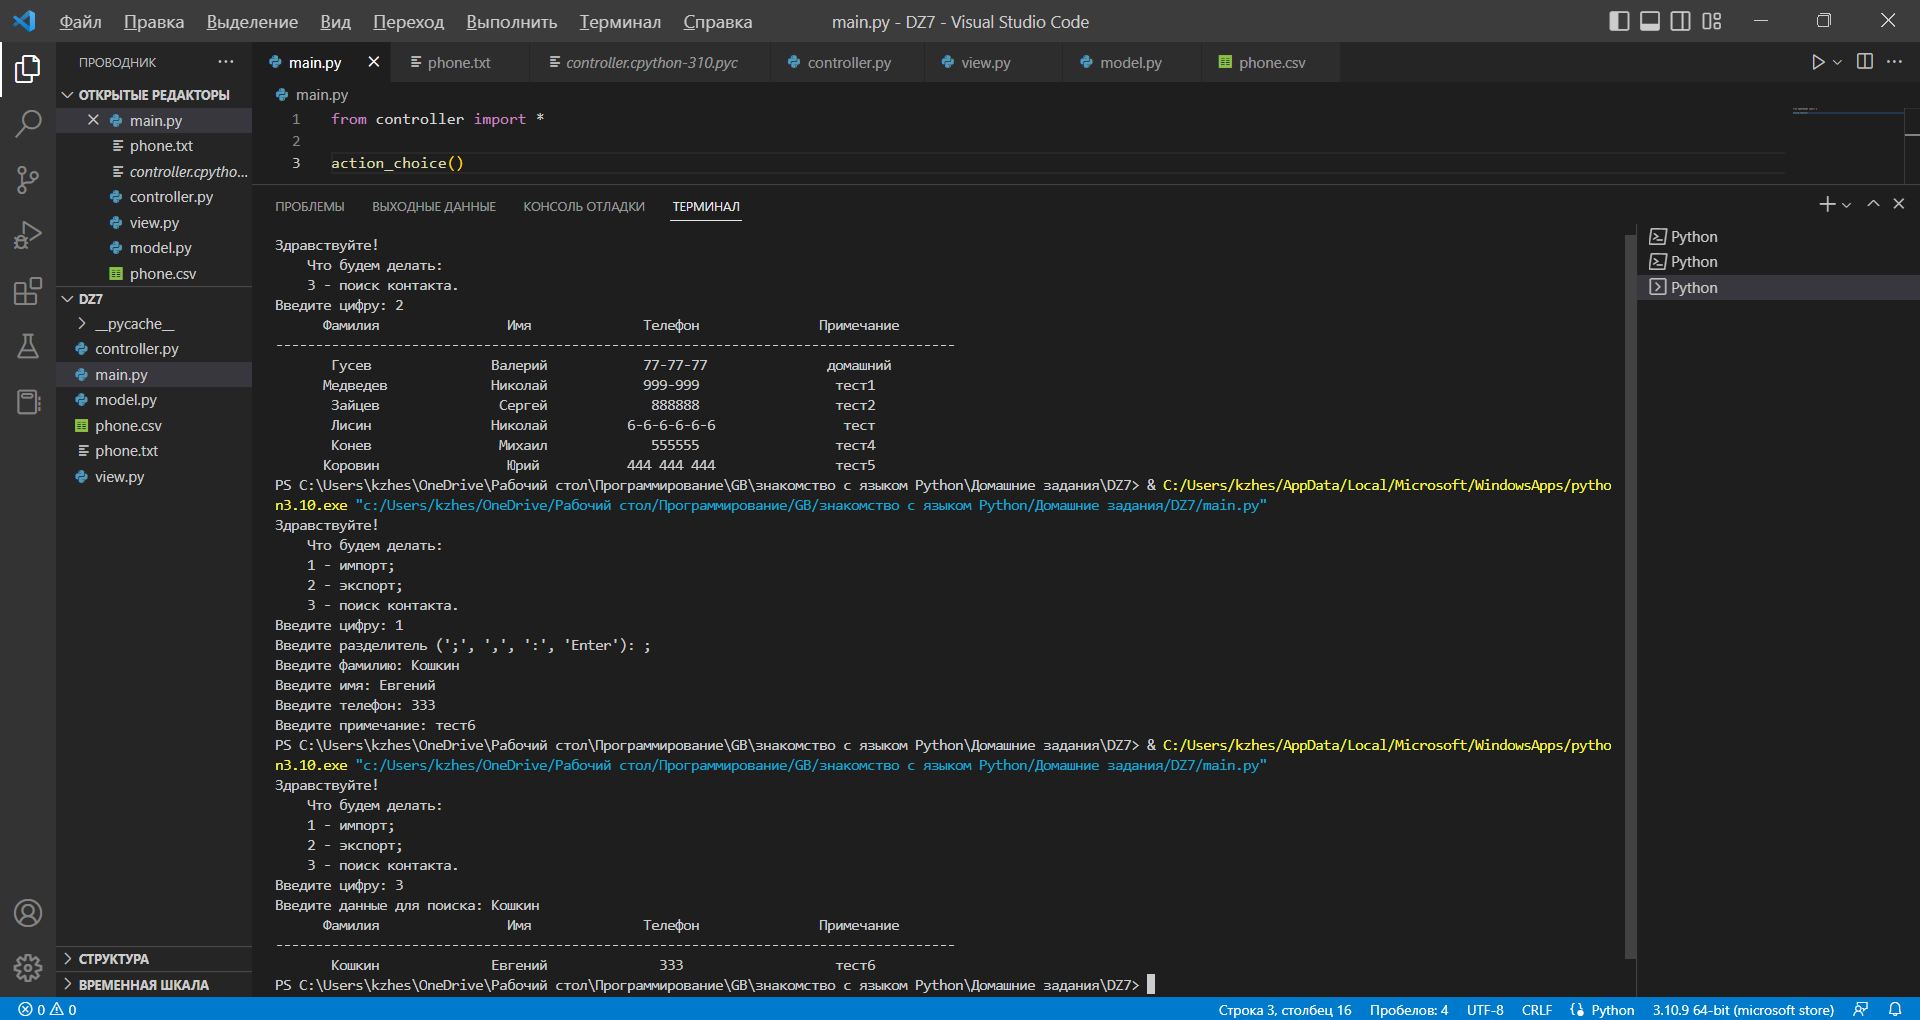 Файл Правка Выделение Вид Переход Выполнить Терминал Справка main.py - DZ7 - Visual Studio Code
ПРОВОДНИК
main.py phone.txt controller.cpython-310.pyc controller.py view.py model.py phone.csv
ОТКРЫТЫЕ РЕДАКТОРЫ
main.py
phone.txt
controller.cpytho...
controller.py
view.py
model.py
phone.csv
DZ7
__pycache__
controller.py
main.py
model.py
phone.csv
phone.txt
view.py
СТРУКТУРА
ВРЕМЕННАЯ ШКАЛА
main.py
1 from controller import *
2
3 action_choice()
ПРОБЛЕМЫ ВЫХОДНЫЕ ДАННЫЕ КОНСОЛЬ ОТЛАДКИ ТЕРМИНАЛ
Здравствуйте!
Что будем делать:
3 - поиск контакта.
Введите цифру: 2
Фамилия Имя Телефон Примечание
-------------------------------------------------------------------------------------
Гусев Валерий 77-77-77 домашний
Медведев Николай 999-999 тест1
Зайцев Сергей 888888 тест2
Лисин Николай 6-6-6-6-6-6 тест
Конев Михаил 555555 тест4
Коровин Юрий 444 444 444 тест5
PS C:\Users\kzhes\OneDrive\Рабочий стол\Программирование\GB\знакомство с языком Python\Домашние задания\DZ7> & C:/Users/kzhes/AppData/Local/Microsoft/WindowsApps/pytho
n3.10.exe "c:/Users/kzhes/OneDrive/Рабочий стол/Программирование/GB/знакомство с языком Python/Домашние задания/DZ7/main.py"
Здравствуйте!
Что будем делать:
1 - импорт;
2 - экспорт;
3 - поиск контакта.
Введите цифру: 1
Введите разделитель (';', ',', ':', 'Enter'): ;
Введите фамилию: Кошкин
Введите имя: Евгений
Введите телефон: 333
Введите примечание: тест6
PS C:\Users\kzhes\OneDrive\Рабочий стол\Программирование\GB\знакомство с языком Python\Домашние задания\DZ7> & C:/Users/kzhes/AppData/Local/Microsoft/WindowsApps/pytho
n3.10.exe "c:/Users/kzhes/OneDrive/Рабочий стол/Программирование/GB/знакомство с языком Python/Домашние задания/DZ7/main.py"
Здравствуйте!
Что будем делать:
1 - импорт;
2 - экспорт;
3 - поиск контакта.
Введите цифру: 3
Введите данные для поиска: Кошкин
Фамилия Имя Телефон Примечание
-------------------------------------------------------------------------------------
Кошкин Евгений 333 тест6
PS C:\Users\kzhes\OneDrive\Рабочий стол\Программирование\GB\знакомство с языком Python\Домашние задания\DZ7>
Python
Python
Python
0 0 Строка 3, столбец 16 Пробелов: 4 UTF-8 CRLF Python 3.10.9 64-bit (microsoft store)